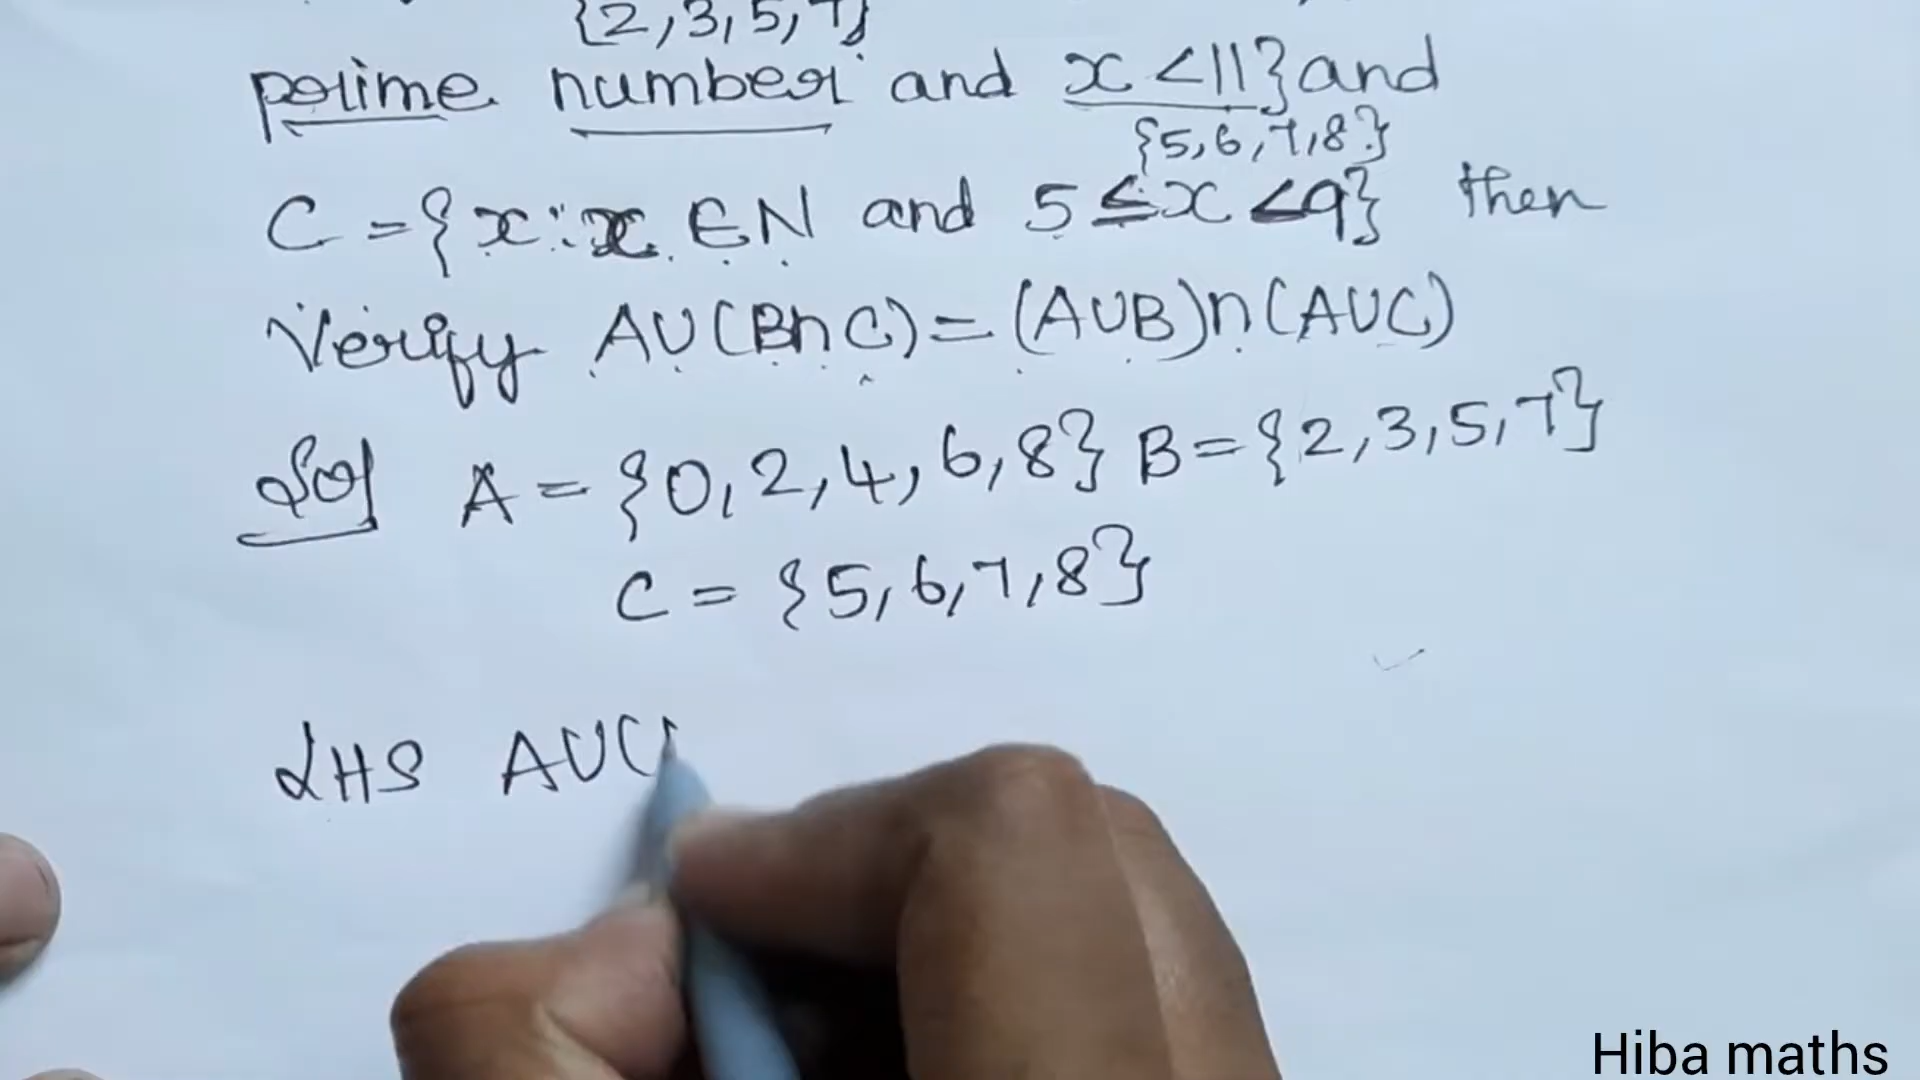 {2,3,5,7}
prime number and x <11} and
{5,6,7,8}
C = {x : x ∈ N and 5 ≤ x < 9} then
Verify A∪(B∩C) = (A∪B)∩(A∪C)
Sol A = {0,2,4,6,8} B = {2,3,5,7}
C = {5,6,7,8}
LHS A∪(
Hiba maths